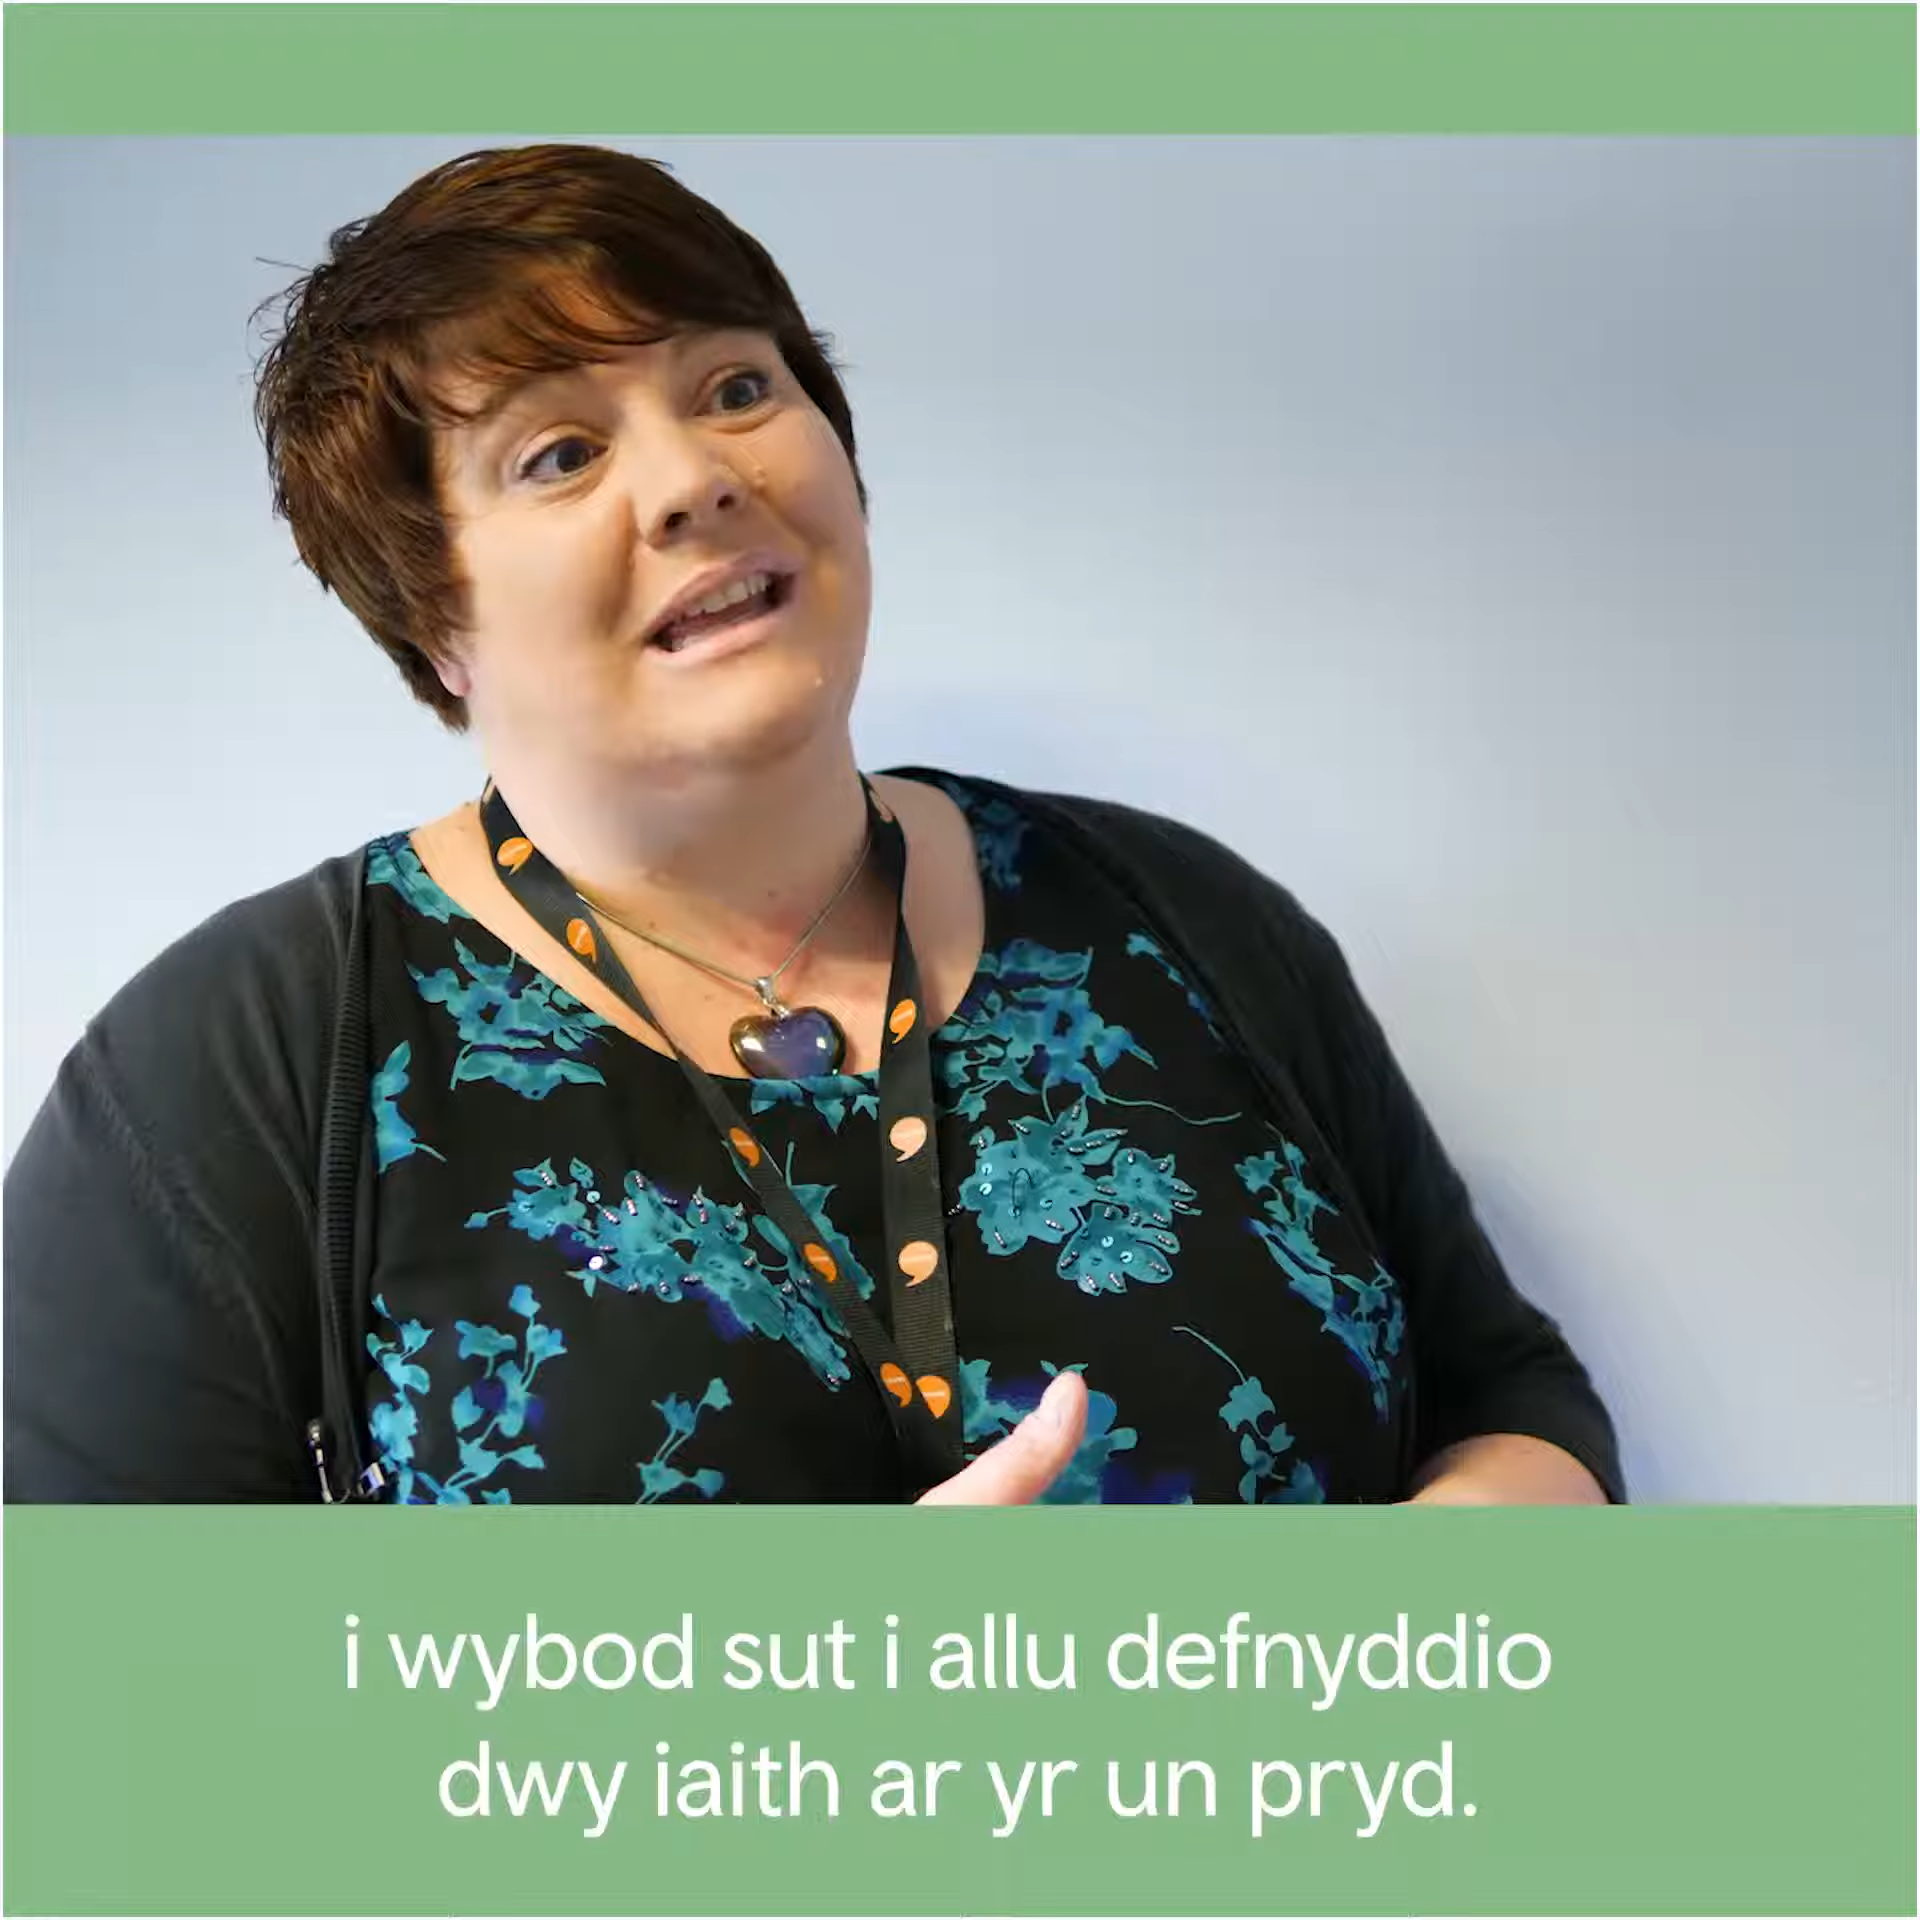 i wybod sut i allu defnyddio
dwy iaith ar yr un pryd.